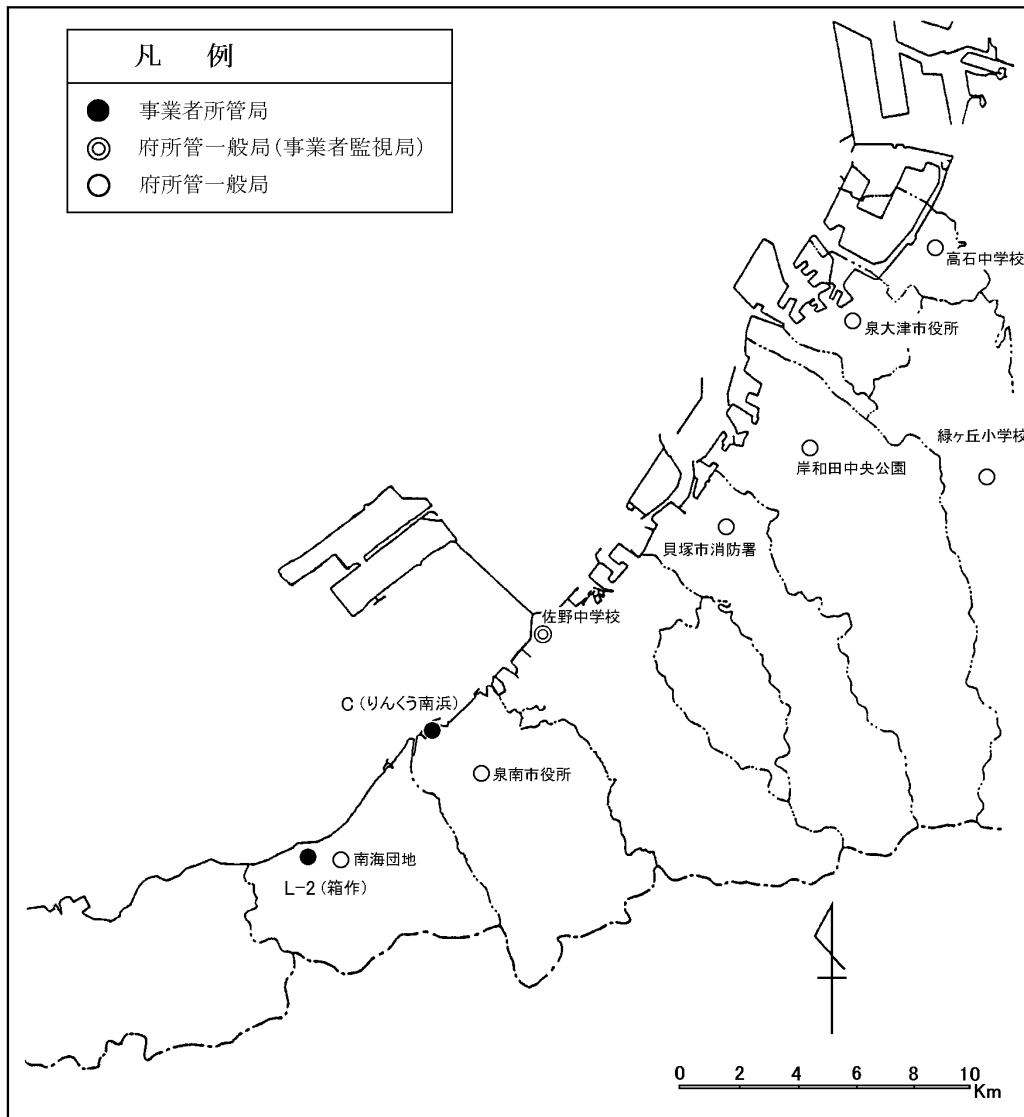 凡 例
事業者所管局
府所管一般局(事業者監視局)
府所管一般局
高石中学校
泉大津市役所
緑ヶ丘小学校
岸和田中央公園
貝塚市消防署
佐野中学校
C (りんくう南浜)
泉南市役所
南海団地
L-2 (箱作)
0 2 4 6 8 10
Km